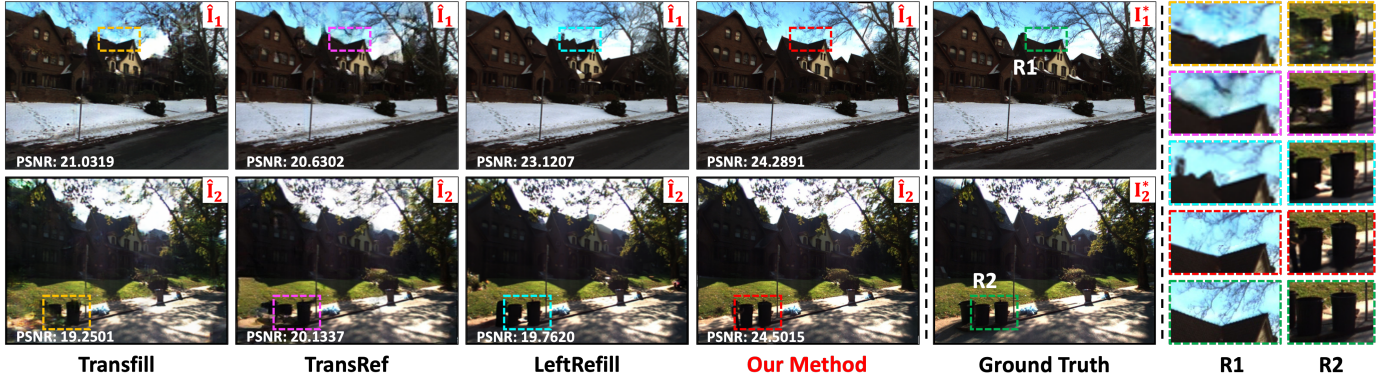 Î₁ Î₁ Î₁ Î₁ I₁*
R1
PSNR: 21.0319 PSNR: 20.6302 PSNR: 23.1207 PSNR: 24.2891
Î₂ Î₂ Î₂ Î₂ I₂*
R2
PSNR: 19.2501 PSNR: 20.1337 PSNR: 19.7620 PSNR: 24.5015
Transfill TransRef LeftRefill Our Method Ground Truth R1 R2